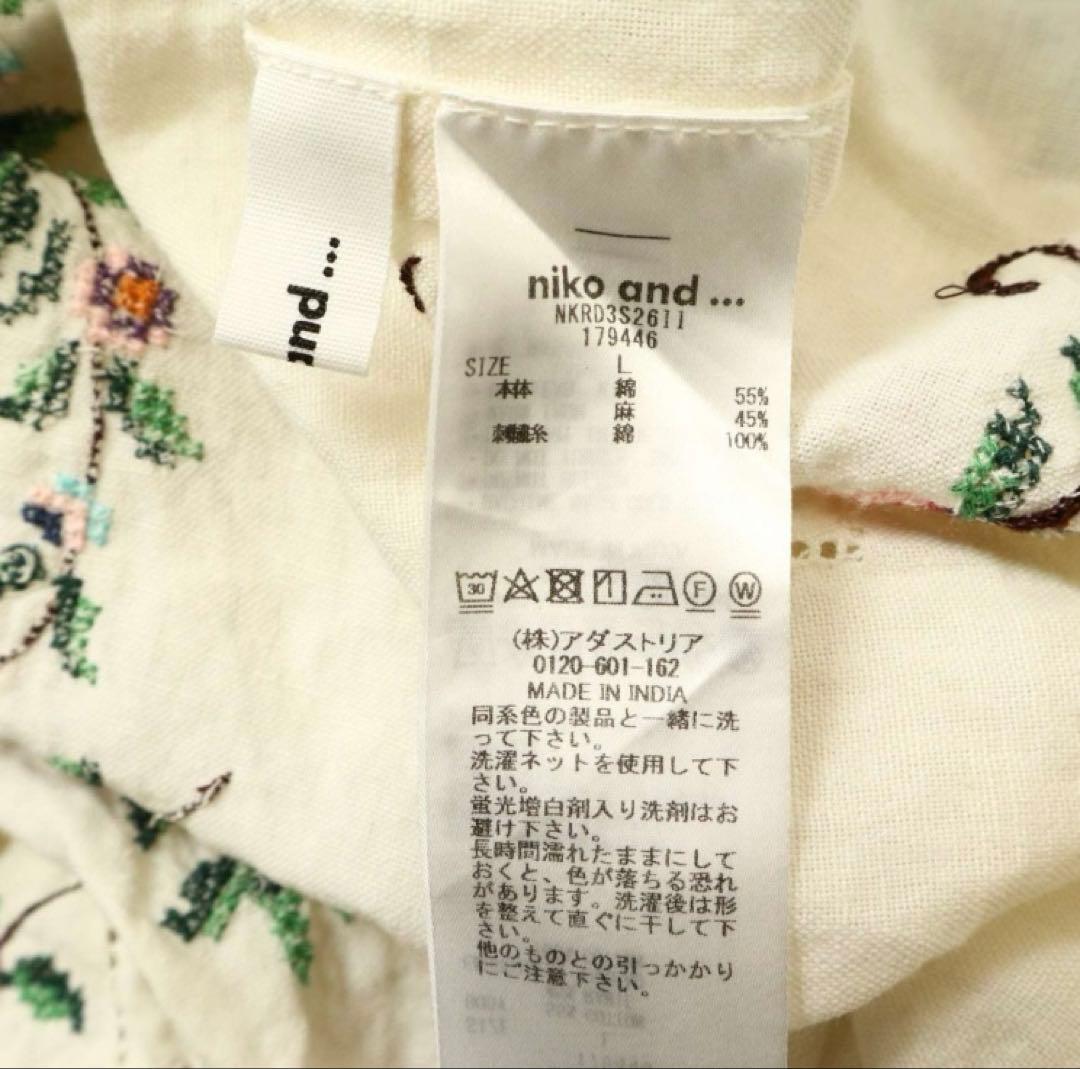 and ...
niko and ...
NKRD3S2611
179446
SIZE L
本体 綿 55%
麻 45%
刺繍糸 綿 100%
30 F W
(株)アダストリア
0120-601-162
MADE IN INDIA
同系色の製品と一緒に洗
って下さい。
洗濯ネットを使用して下
さい。
蛍光増白剤入り洗剤はお
避け下さい。
長時間濡れたままにして
おくと、色が落ちる恐れ
があります。洗濯後は形
を整えて直ぐに干して下
さい。
他のものとの引っかかり
にご注意下さい。